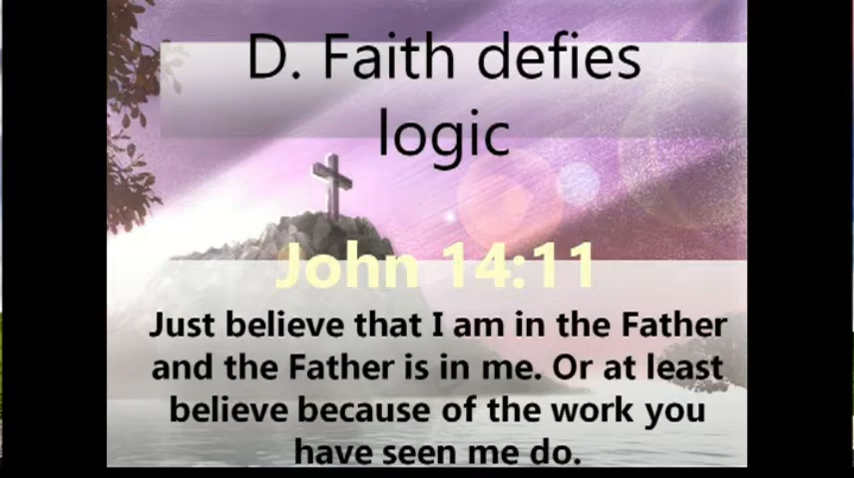 D. Faith defies
logic
John 14:11
Just believe that I am in the Father
and the Father is in me. Or at least
believe because of the work you
have seen me do.